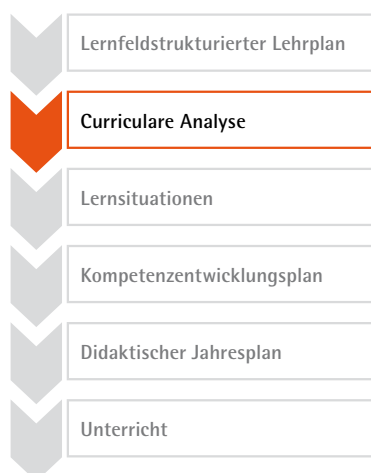 Lernfeldstrukturierter Lehrplan
Curriculare Analyse
Lernsituationen
Kompetenzentwicklungsplan
Didaktischer Jahresplan
Unterricht